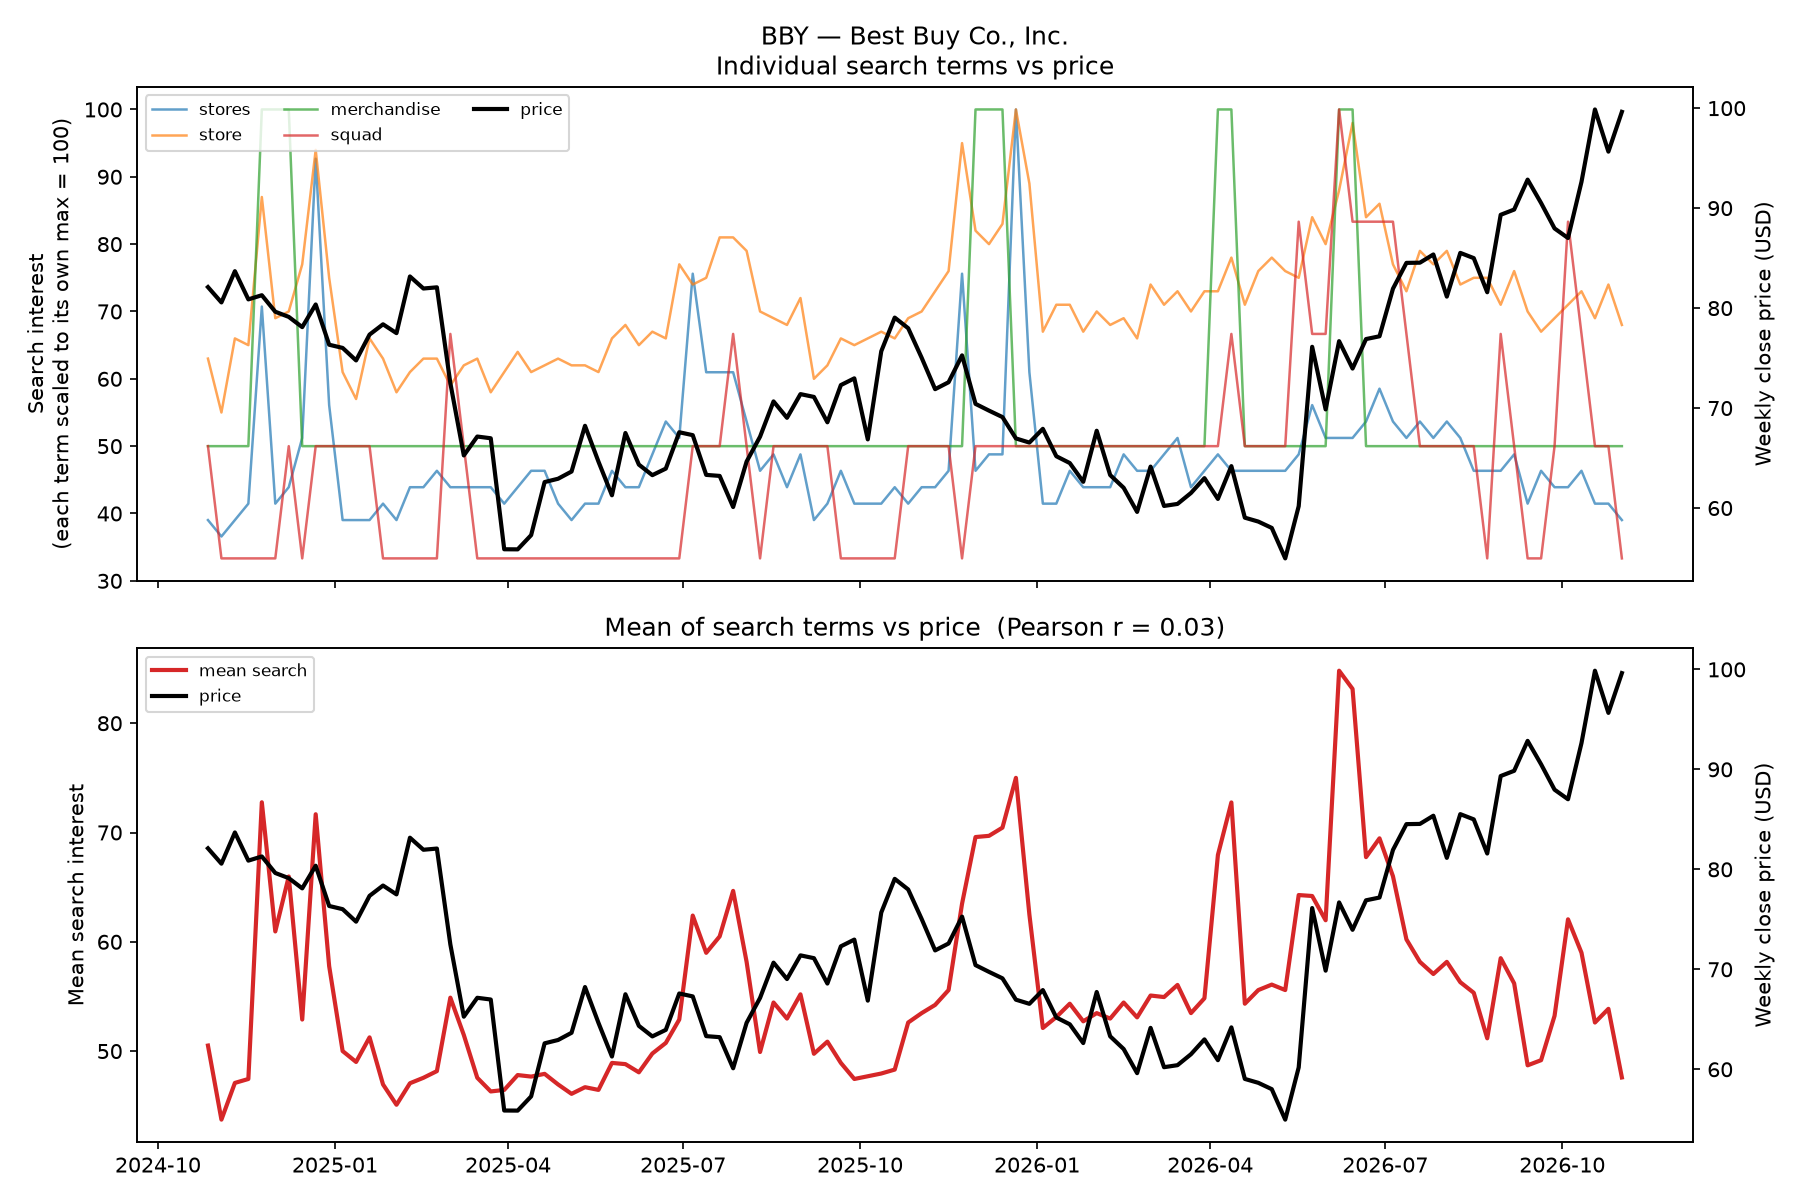 BBY — Best Buy Co., Inc.
Individual search terms vs price
stores
store
merchandise
squad
price
Search interest
(each term scaled to its own max = 100)
100
90
80
70
60
50
40
30
100
90
80
70
60
Weekly close price (USD)
Mean of search terms vs price (Pearson r = 0.03)
mean search
price
Mean search interest
80
70
60
50
100
90
80
70
60
Weekly close price (USD)
2024-10
2025-01
2025-04
2025-07
2025-10
2026-01
2026-04
2026-07
2026-10